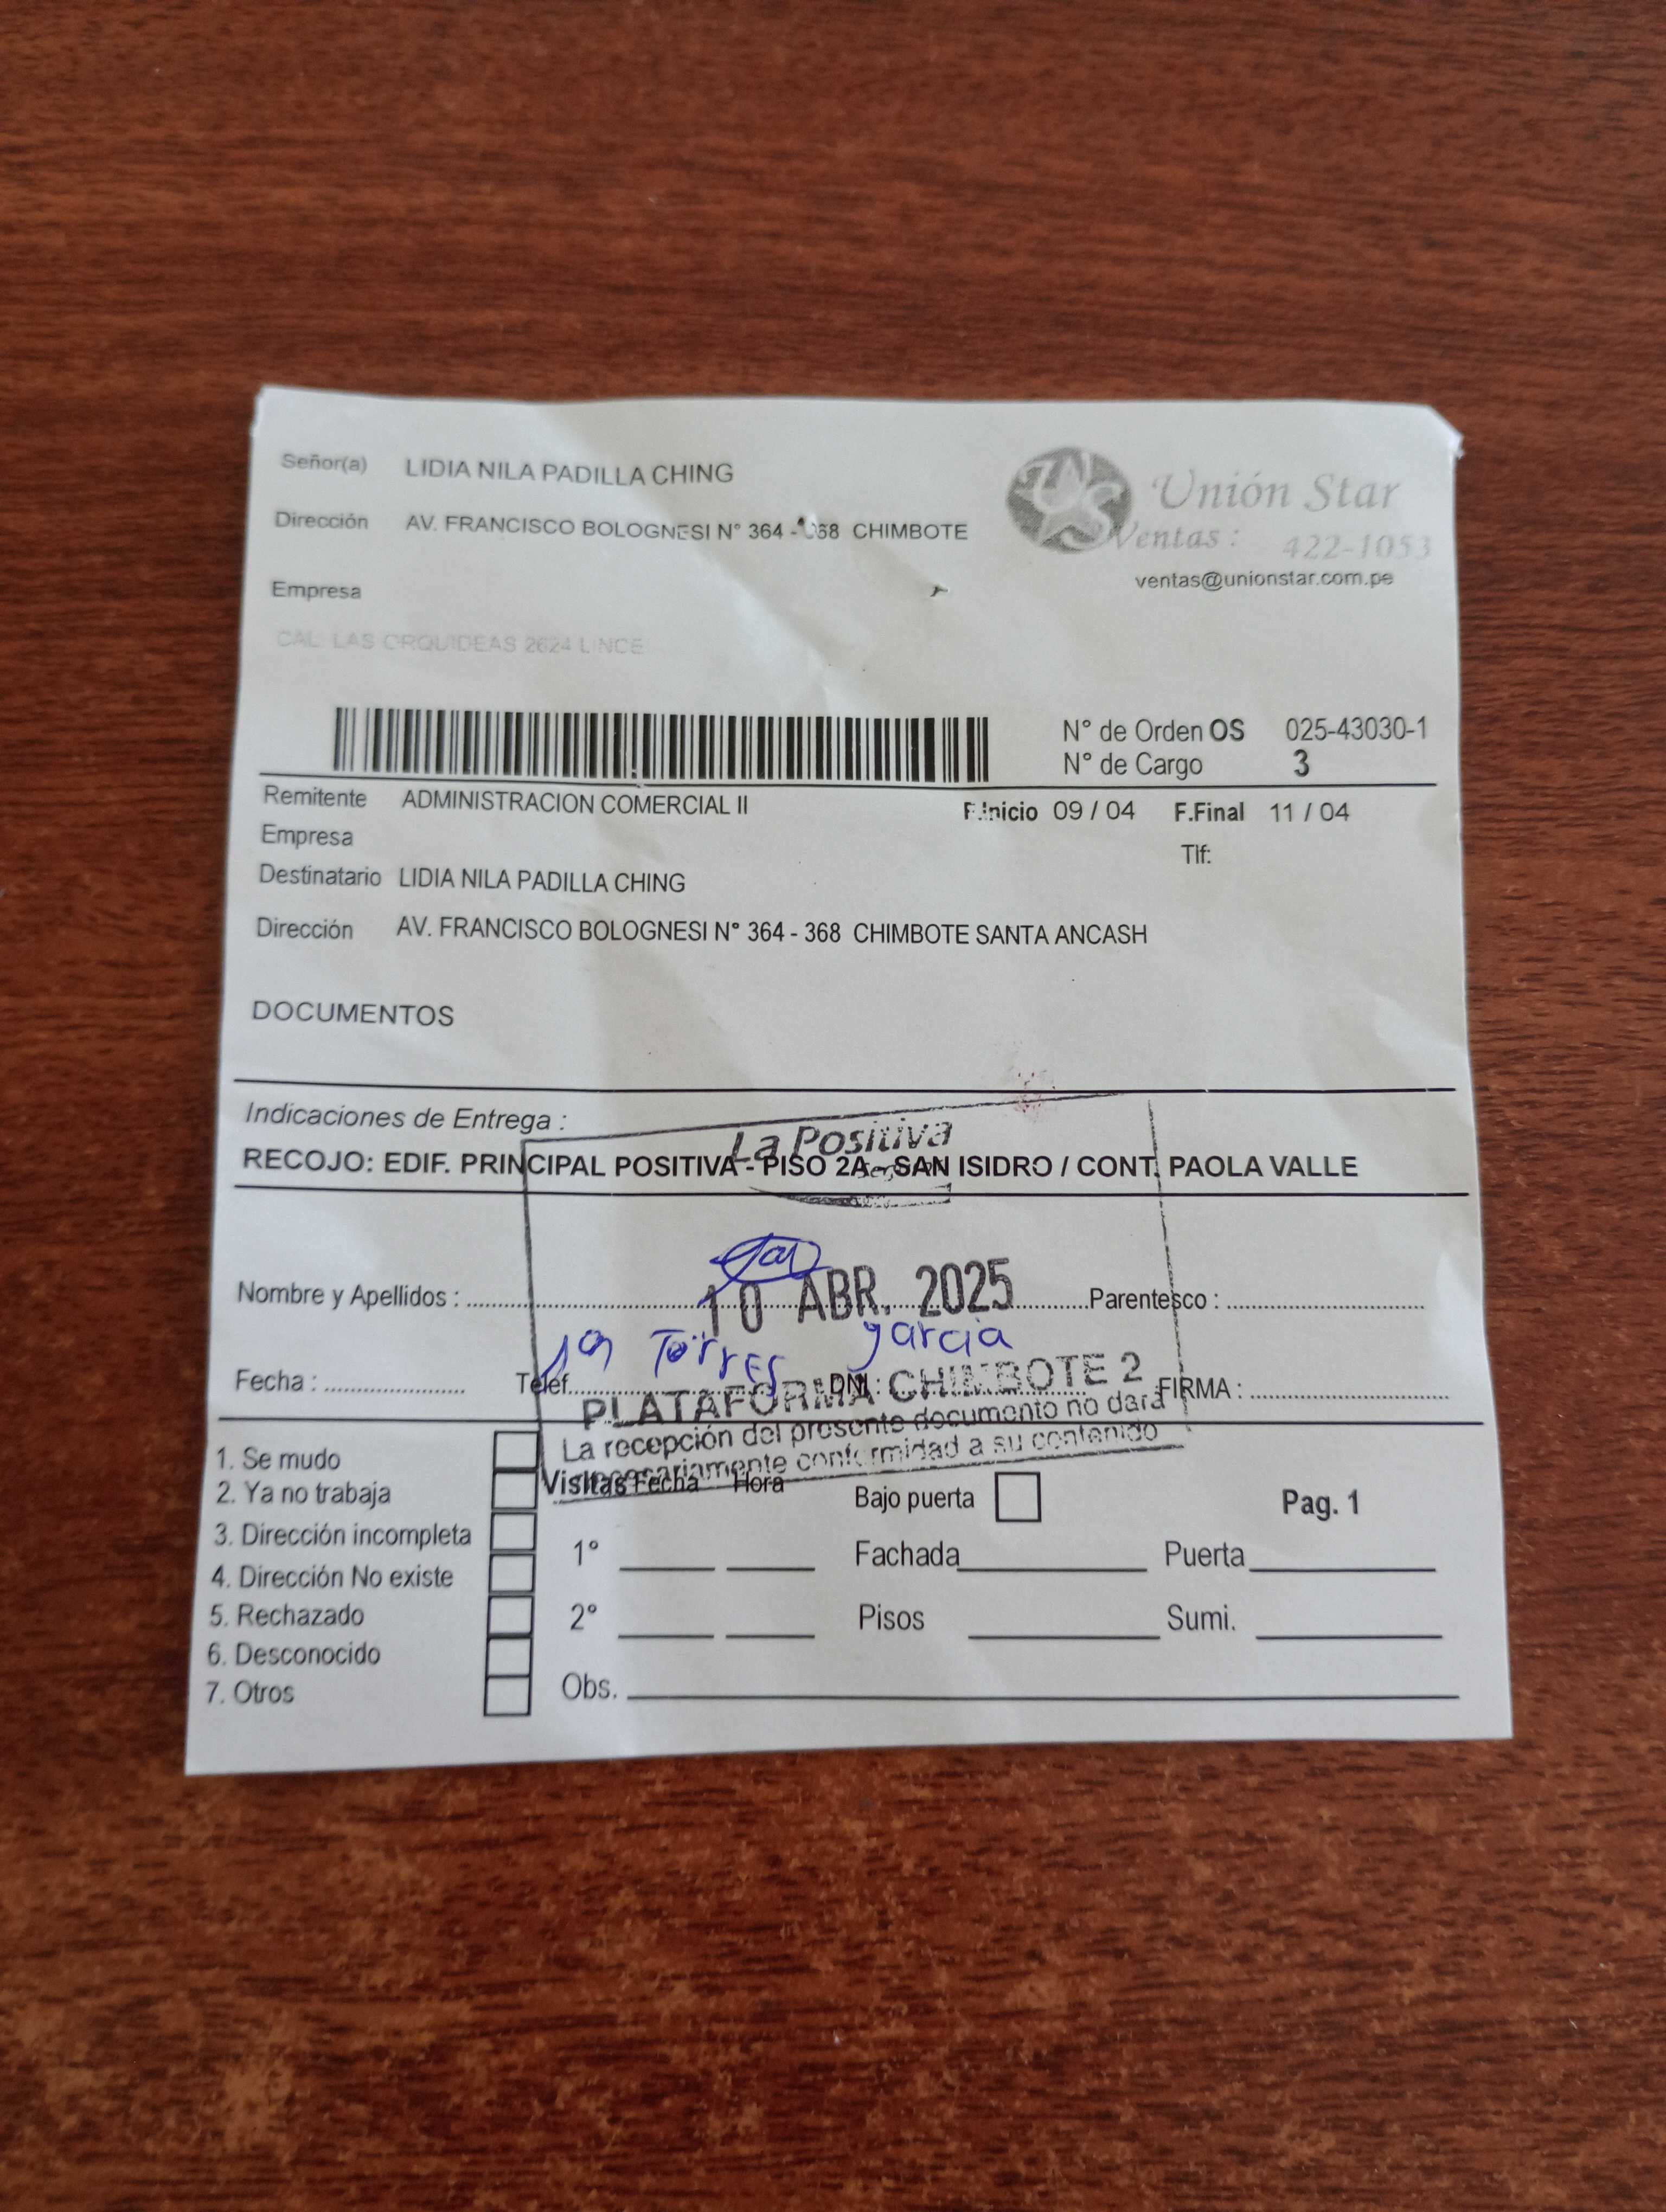 Señor(a) LIDIA NILA PADILLA CHING
Unión Star
Dirección AV. FRANCISCO BOLOGNESI N° 364 - 368 CHIMBOTE
Ventas : 422-1053
ventas@unionstar.com.pe
Empresa
CAL. LAS ORQUIDEAS 2624 LINCE
N° de Orden OS 025-43030-1
N° de Cargo 3
Remitente ADMINISTRACION COMERCIAL II F.Inicio 09 / 04 F.Final 11 / 04
Empresa
Tlf:
Destinatario LIDIA NILA PADILLA CHING
Dirección AV. FRANCISCO BOLOGNESI N° 364 - 368 CHIMBOTE SANTA ANCASH
DOCUMENTOS
Indicaciones de Entrega :
La Positiva
RECOJO: EDIF. PRINCIPAL POSITIVA - PISO 2A - SAN ISIDRO / CONT. PAOLA VALLE
10 ABR. 2025
Nombre y Apellidos : Parentesco :
Torres garcia
Fecha : Teléf. DNI : FIRMA :
PLATAFORMA CHIMBOTE 2
La recepción del presente documento no dará
necesariamente conformidad a su contenido
1. Se mudo
Visitas Fecha Hora
2. Ya no trabaja Bajo puerta Pag. 1
3. Dirección incompleta
1° Fachada Puerta
4. Dirección No existe
5. Rechazado
2° Pisos Sumi.
6. Desconocido
7. Otros
Obs.